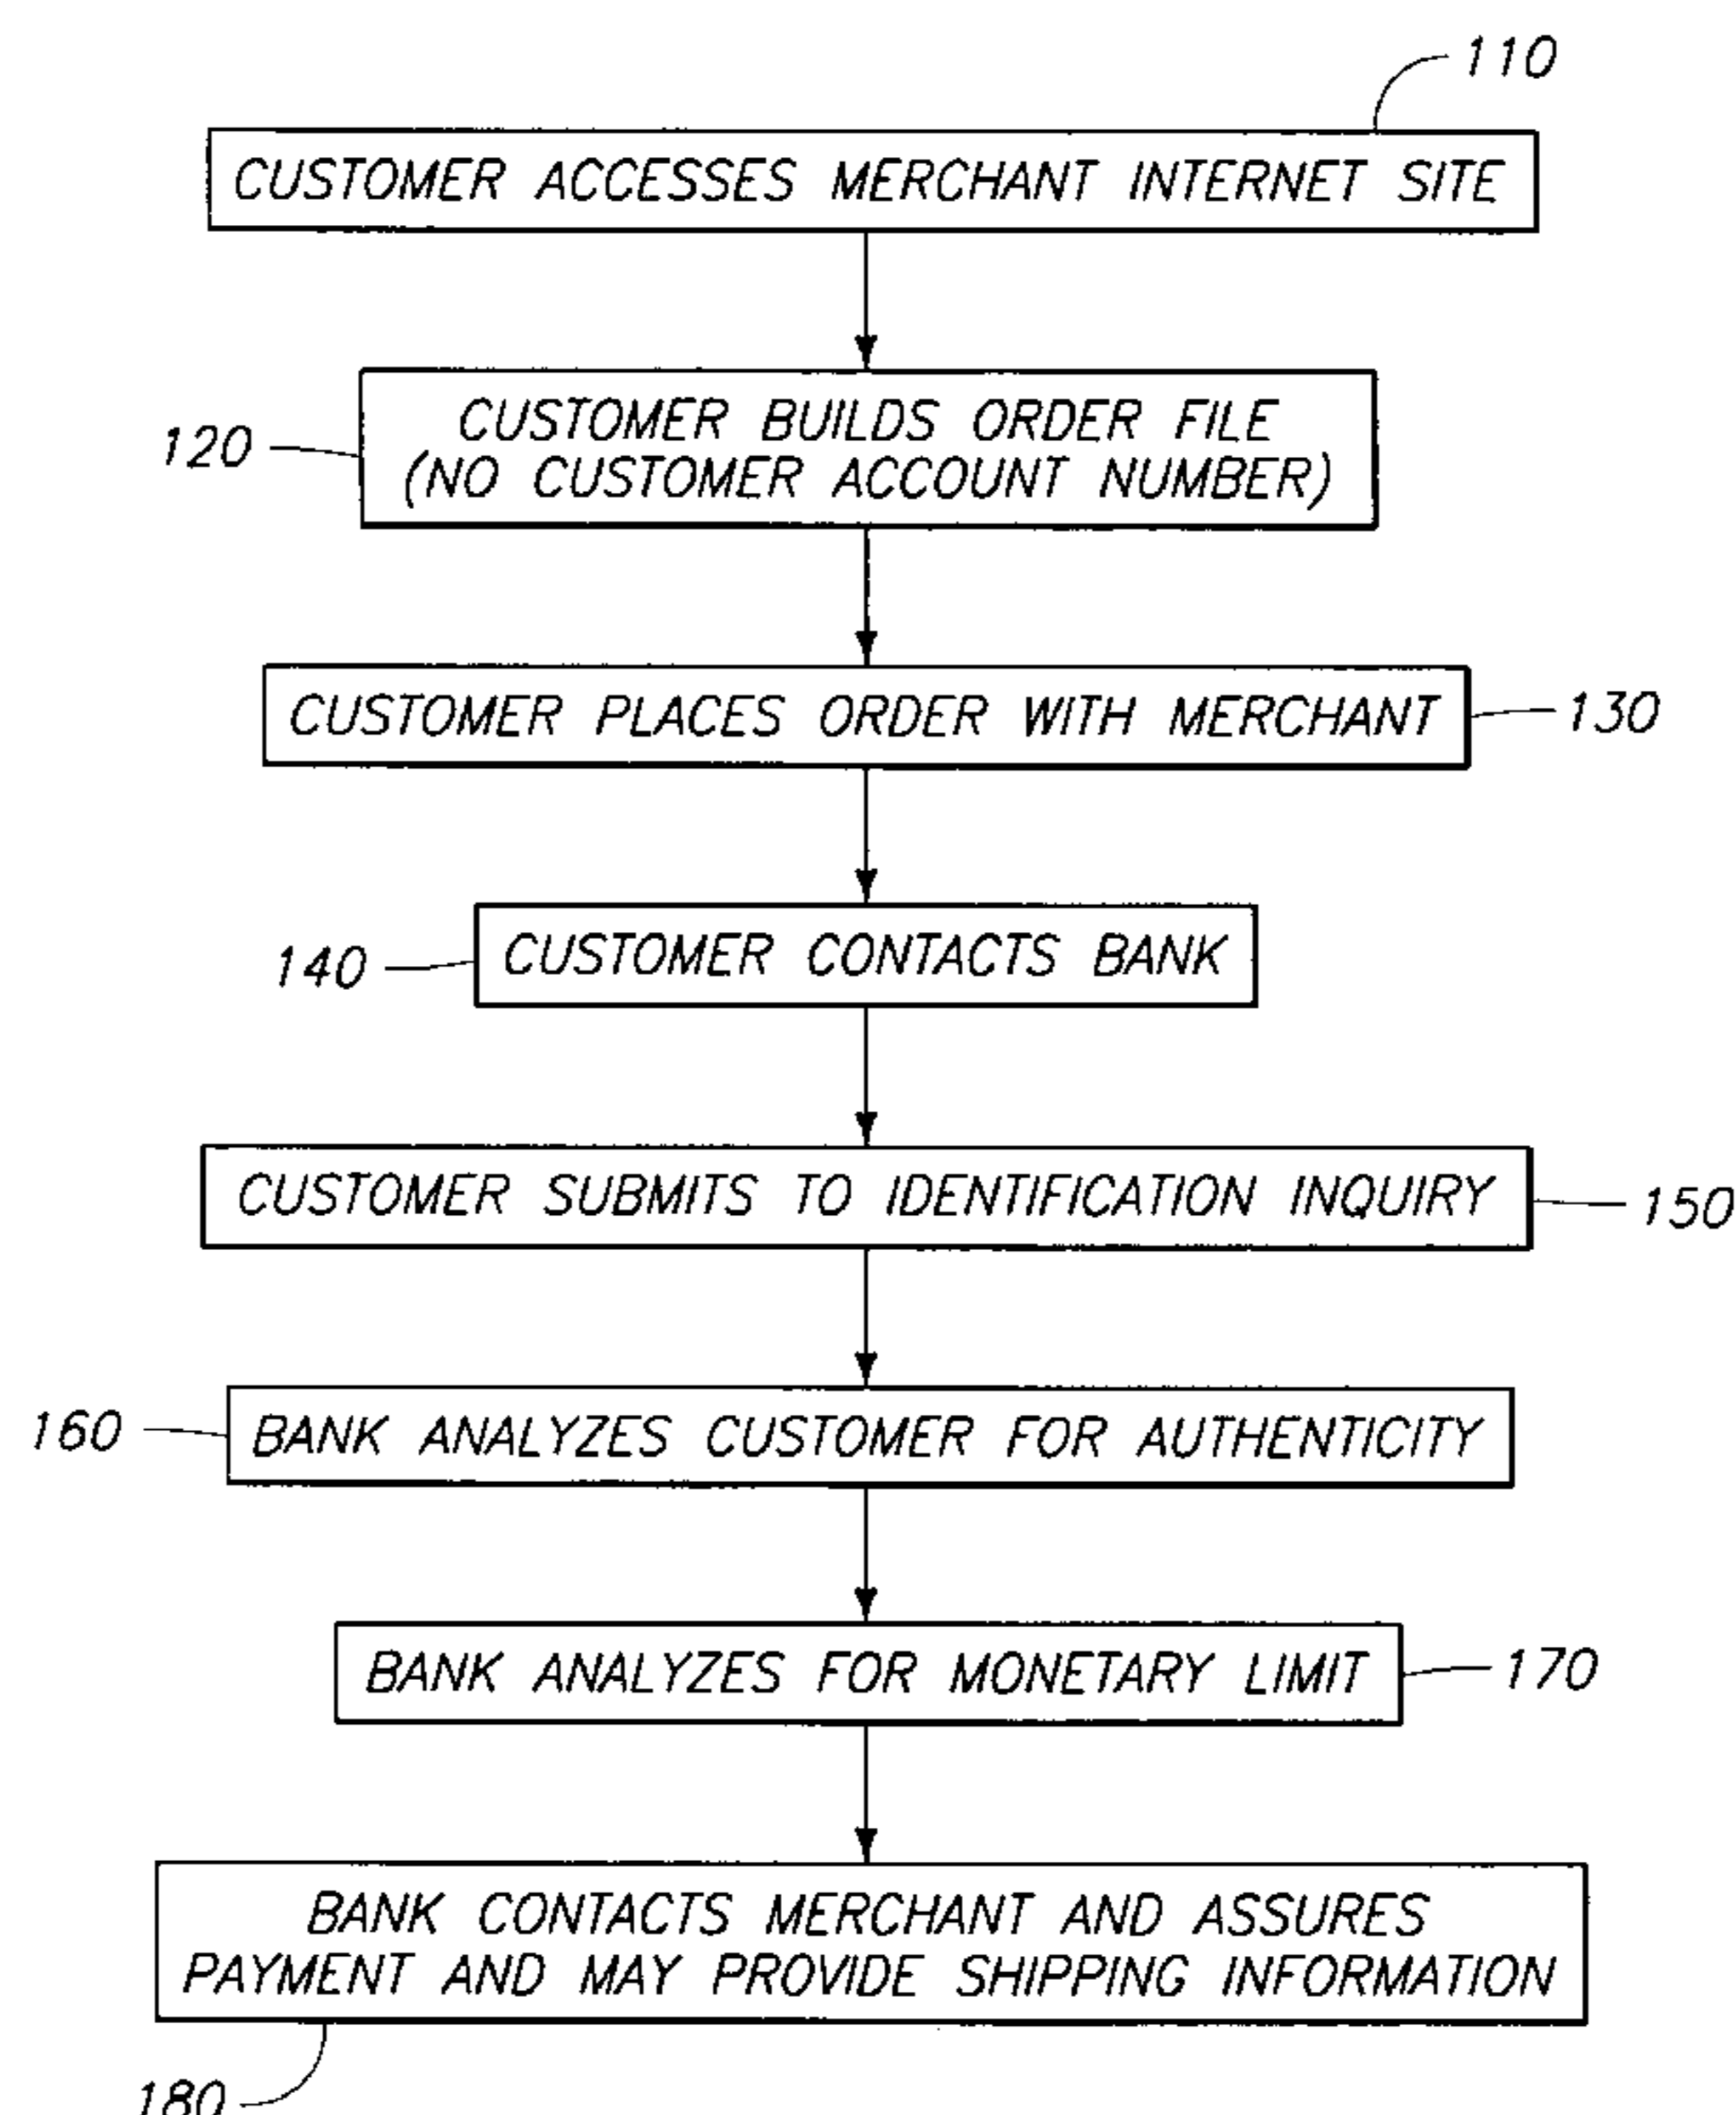 110
CUSTOMER ACCESSES MERCHANT INTERNET SITE
120
CUSTOMER BUILDS ORDER FILE
(NO CUSTOMER ACCOUNT NUMBER)
CUSTOMER PLACES ORDER WITH MERCHANT
130
140
CUSTOMER CONTACTS BANK
CUSTOMER SUBMITS TO IDENTIFICATION INQUIRY
150
160
BANK ANALYZES CUSTOMER FOR AUTHENTICITY
BANK ANALYZES FOR MONETARY LIMIT
170
BANK CONTACTS MERCHANT AND ASSURES
PAYMENT AND MAY PROVIDE SHIPPING INFORMATION
180